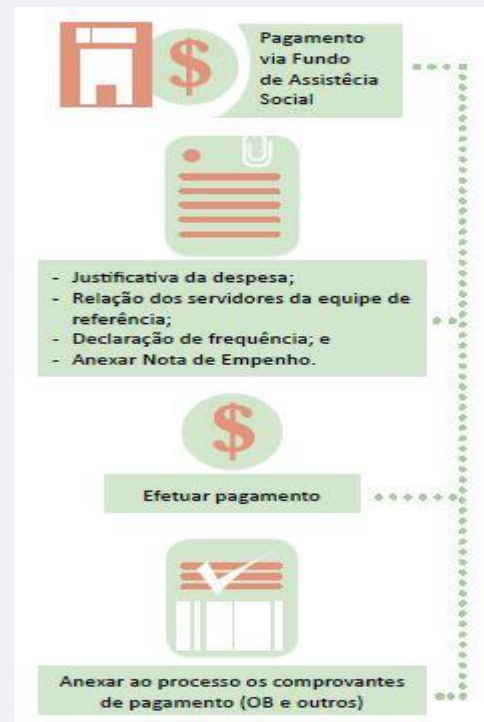 $
Pagamento
via Fundo
de Assistêcia
Social
- Justificativa da despesa;
- Relação dos servidores da equipe de
referência;
- Declaração de frequência; e
- Anexar Nota de Empenho.
$
Efetuar pagamento
Anexar ao processo os comprovantes
de pagamento (OB e outros)